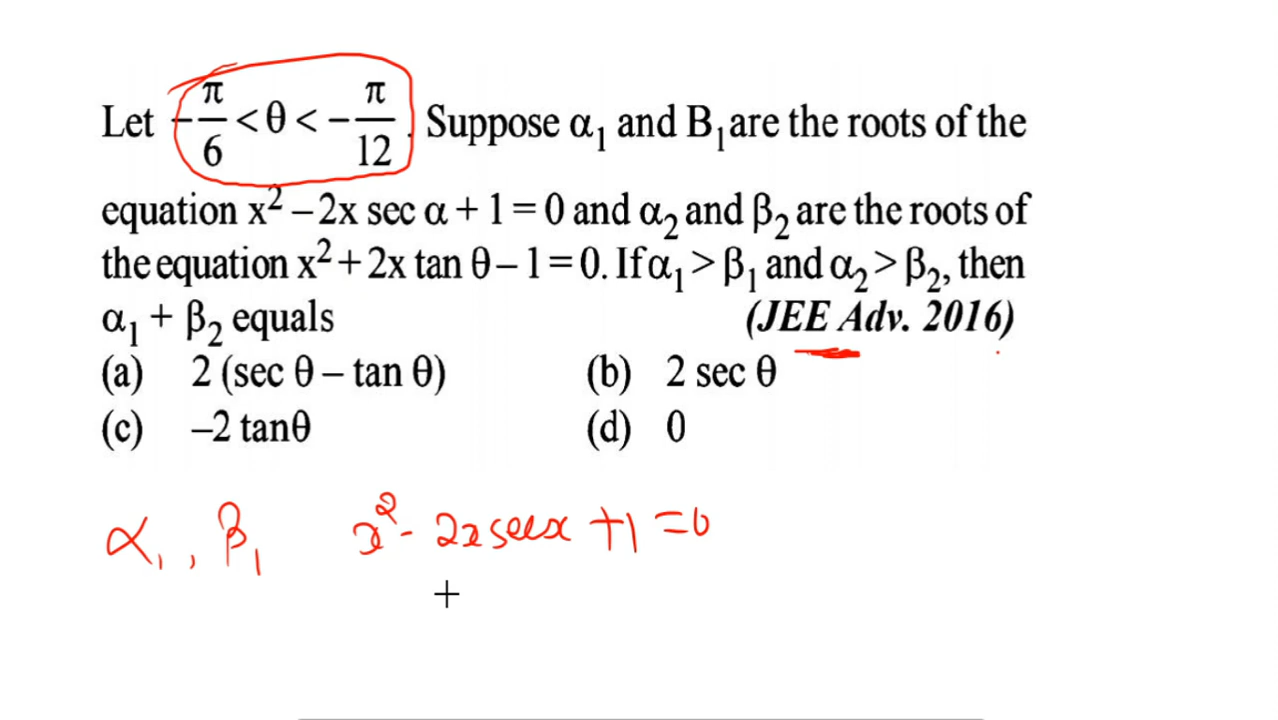 Let -π/6 < θ < -π/12. Suppose α₁ and B₁ are the roots of the
equation x² – 2x sec α + 1 = 0 and α₂ and β₂ are the roots of
the equation x² + 2x tan θ – 1 = 0. If α₁ > β₁ and α₂ > β₂, then
α₁ + β₂ equals (JEE Adv. 2016)
(a) 2 (sec θ – tan θ) (b) 2 sec θ
(c) –2 tanθ (d) 0
α₁, β₁ x² - 2x secx +1 = 0